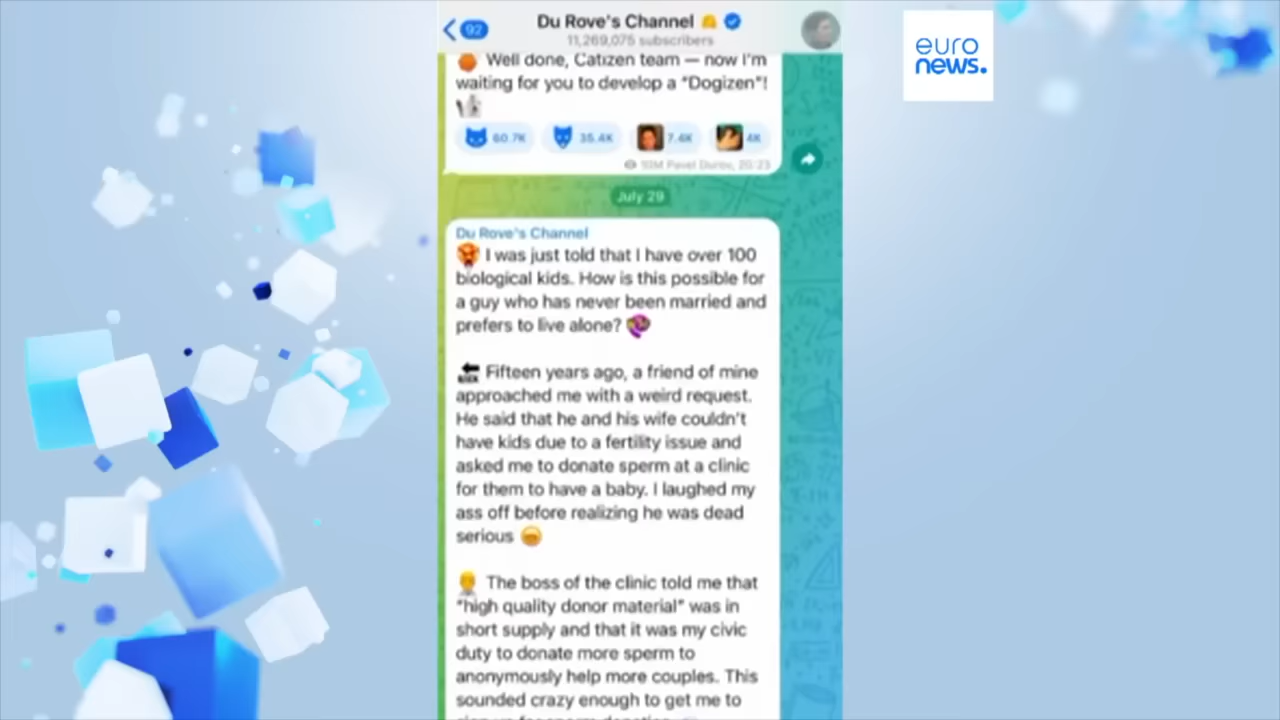 92
Du Rove's Channel
11,269,075 subscribers
euro
news.
Well done, Catizen team — now I'm
waiting for you to develop a "Dogizen"!
60.7K 35.4K 7.4K 4K
Pavel Durov, 20:23
July 29
Du Rove's Channel
I was just told that I have over 100
biological kids. How is this possible for
a guy who has never been married and
prefers to live alone?
Fifteen years ago, a friend of mine
approached me with a weird request.
He said that he and his wife couldn't
have kids due to a fertility issue and
asked me to donate sperm at a clinic
for them to have a baby. I laughed my
ass off before realizing he was dead
serious
The boss of the clinic told me that
"high quality donor material" was in
short supply and that it was my civic
duty to donate more sperm to
anonymously help more couples. This
sounded crazy enough to get me to